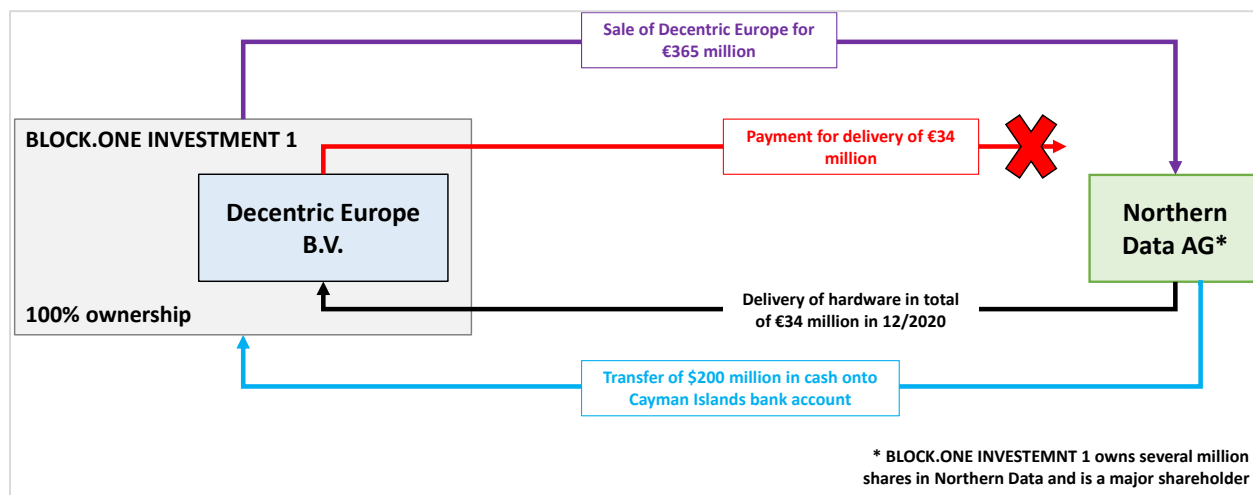 Sale of Decentric Europe for
€365 million
BLOCK.ONE INVESTMENT 1
Payment for delivery of €34
million
Decentric Europe
B.V.
Northern
Data AG*
100% ownership
Delivery of hardware in total
of €34 million in 12/2020
Transfer of $200 million in cash onto
Cayman Islands bank account
* BLOCK.ONE INVESTEMNT 1 owns several million
shares in Northern Data and is a major shareholder